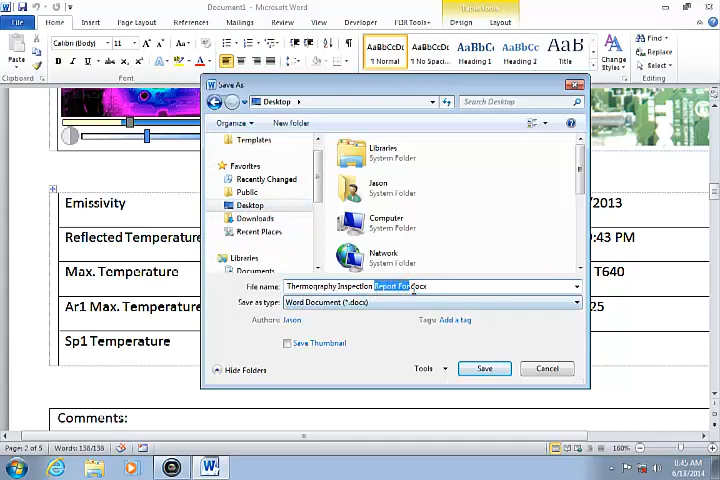 Document1 - Microsoft Word
Table Tools
File Home Insert Page Layout References Mailings Review View Developer FLIR Tools+ Design Layout
Paste
Clipboard
Calibri (Body) 11
B I U
Font
Paragraph
AaBbCcDc AaBbCcDc AaBbC AaBbCc AaB
¶ Normal ¶ No Spaci... Heading 1 Heading 2 Title
Change Styles
Styles
Find
Replace
Select
Editing
Emissivity
/2013
Reflected Temperature
9:43 PM
Max. Temperature
T640
Ar1 Temperature
25
Sp1 Temperature
Comments:
Save As
Desktop
Search Desktop
Organize New folder
Templates
Favorites
Recently Changed
Public
Desktop
Downloads
Recent Places
Libraries
Documents
Libraries
System Folder
Jason
System Folder
Computer
System Folder
Network
System Folder
File name: Thermography Inspection Report For.docx
Save as type: Word Document (*.docx)
Authors: Jason Tags: Add a tag
Save Thumbnail
Hide Folders Tools Save Cancel
Page: 2 of 5 Words: 138/138 160%
8:45 AM
6/13/2014